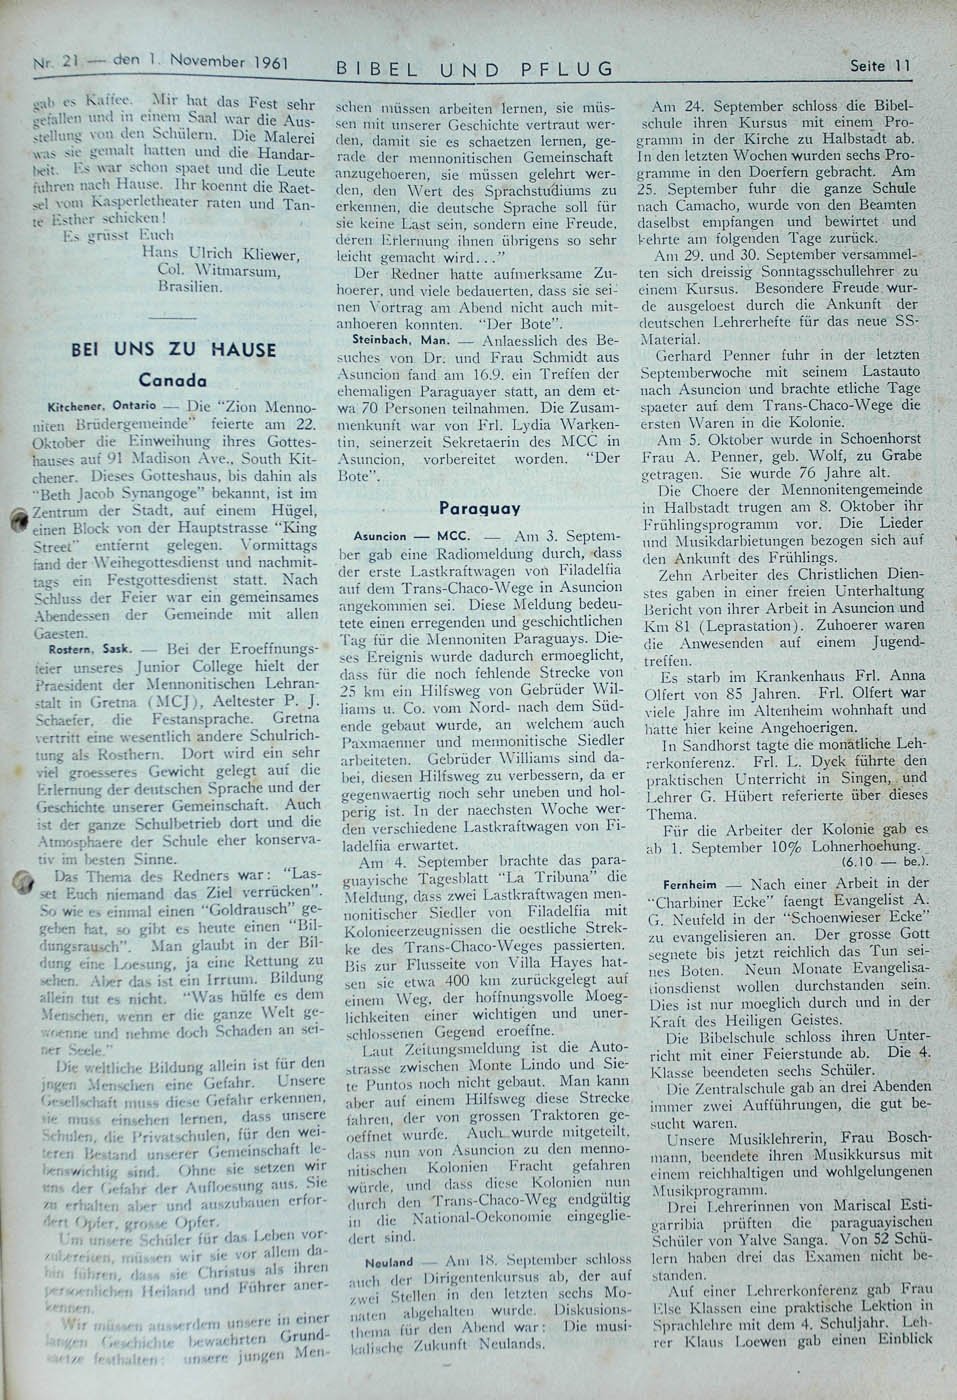 Nr. 21 — den 1. November 1961
BIBEL UND PFLUG
Seite 11
gab es Kaffee. Mir hat das Fest sehr
gefallen und in einem Saal war die Aus-
stellung von den Schülern. Die Malerei
was sie gemalt hatten und die Handar-
beit. Es war schon spaet und die Leute
fuhren nach Hause. Ihr koennt die Raet-
sel vom Kasperletheater raten und Tan-
te Esther schicken!
Es grüsst Euch
Hans Ulrich Kliewer,
Col. Witmarsum,
Brasilien.
BEI UNS ZU HAUSE
Canada
Kitchener, Ontario — Die "Zion Menno-
niten Brüdergemeinde" feierte am 22.
Oktober die Einweihung ihres Gottes-
hauses auf 91 Madison Ave., South Kit-
chener. Dieses Gotteshaus, bis dahin als
"Beth Jacob Synangoge" bekannt, ist im
Zentrum der Stadt, auf einem Hügel,
einen Block von der Hauptstrasse "King
Street" entfernt gelegen. Vormittags
fand der Weihegottesdienst und nachmit-
tags ein Festgottesdienst statt. Nach
Schluss der Feier war ein gemeinsames
Abendessen der Gemeinde mit allen
Gaesten.
Rostern, Sask. — Bei der Eroeffnungs-
feier unseres Junior College hielt der
Praesident der Mennonitischen Lehran-
stalt in Gretna (MCJ), Aeltester P. J.
Schaefer, die Festansprache. Gretna
vertritt eine wesentlich andere Schulrich-
tung als Rosthern. Dort wird ein sehr
viel groesseres Gewicht gelegt auf die
Erlernung der deutschen Sprache und der
Geschichte unserer Gemeinschaft. Auch
ist der ganze Schulbetrieb dort und die
Atmosphaere der Schule eher konserva-
tiv im besten Sinne.
Das Thema des Redners war: "Las-
set Euch niemand das Ziel verrücken".
So wie es einmal einen "Goldrausch" ge-
geben hat, so gibt es heute einen "Bil-
dungsrausch". Man glaubt in der Bil-
dung eine Loesung, ja eine Rettung zu
sehen. Aber das ist ein Irrtum. Bildung
allein tut es nicht. "Was hülfe es dem
Menschen, wenn er die ganze Welt ge-
woenne und nehme doch Schaden an sei-
ner Seele."
Die weltliche Bildung allein ist für den
jngen Menschen eine Gefahr. Unsere
Gesellschaft muss diese Gefahr erkennen,
sie muss einsehen lernen, dass unsere
Schulen, die Privatschulen, für den wei-
teren Bestand unserer Gemeinschaft le-
benswichtig sind. Ohne sie setzen wir
uns der Gefahr der Aufloesung aus. Sie
zu erhalten aber und auszubauen erfor-
dert Opfer, grosse Opfer.
Um unsere Schüler für das Leben vor-
zubereiten, müssen wir sie vor allem da-
hin führen, dass sie Christus als ihren
persoenlichen Heiland und Führer aner-
kennen.
Wir müssen ausserdem unsere in einer
langen Geschichte bewachrten Grund-
saetze festhalten: unsere jungen Men-
schen müssen arbeiten lernen, sie müs-
sen mit unserer Geschichte vertraut wer-
den, damit sie es schaetzen lernen, ge-
rade der mennonitischen Gemeinschaft
anzugehoeren, sie müssen gelehrt wer-
den, den Wert des Sprachstudiums zu
erkennen, die deutsche Sprache soll für
sie keine Last sein, sondern eine Freude,
deren Erlernung ihnen übrigens so sehr
leicht gemacht wird..."
Der Redner hatte aufmerksame Zu-
hoerer, und viele bedauerten, dass sie sei-
nen Vortrag am Abend nicht auch mit-
anhoeren konnten. "Der Bote".
Steinbach, Man. — Anlaesslich des Be-
suches von Dr. und Frau Schmidt aus
Asuncion fand am 16.9. ein Treffen der
ehemaligen Paraguayer statt, an dem et-
wa 70 Personen teilnahmen. Die Zusam-
menkunft war von Frl. Lydia Warken-
tin, seinerzeit Sekretaerin des MCC in
Asuncion, vorbereitet worden. "Der
Bote".
Paraguay
Asuncion — MCC. — Am 3. Septem-
ber gab eine Radiomeldung durch, dass
der erste Lastkraftwagen von Filadelfia
auf dem Trans-Chaco-Wege in Asuncion
angekommen sei. Diese Meldung bedeu-
tete einen erregenden und geschichtlichen
Tag für die Mennoniten Paraguays. Die-
ses Ereignis wurde dadurch ermoeglicht,
dass für die noch fehlende Strecke von
25 km ein Hilfsweg von Gebrüder Wil-
liams u. Co. vom Nord- nach dem Süd-
ende gebaut wurde, an welchem auch
Paxmaenner und mennonitische Siedler
arbeiteten. Gebrüder Williams sind da-
bei, diesen Hilfsweg zu verbessern, da er
gegenwaertig noch sehr uneben und hol-
perig ist. In der naechsten Woche wer-
den verschiedene Lastkraftwagen von Fi-
ladelfia erwartet.
Am 4. September brachte das para-
guayische Tagesblatt "La Tribuna" die
Meldung, dass zwei Lastkraftwagen men-
nonitischer Siedler von Filadelfia mit
Kolonieerzeugnissen die oestliche Strek-
ke des Trans-Chaco-Weges passierten.
Bis zur Flusseite von Villa Hayes hat-
sen sie etwa 400 km zurückgelegt auf
einem Weg, der hoffnungsvolle Moeg-
lichkeiten einer wichtigen und uner-
schlossenen Gegend eroeffne.
Laut Zeitungsmeldung ist die Auto-
strasse zwischen Monte Lindo und Sie-
te Puntos noch nicht gebaut. Man kann
aber auf einem Hilfsweg diese Strecke
fahren, der von grossen Traktoren ge-
oeffnet wurde. Auch wurde mitgeteilt,
dass nun von Asuncion zu den menno-
nitischen Kolonien Fracht gefahren
würde, und dass diese Kolonien nun
durch den Trans-Chaco-Weg endgültig
in die National-Oekonomie eingeglie-
dert sind.
Neuland — Am 18. September schloss
auch der Dirigentenkursus ab, der auf
zwei Stellen in den letzten sechs Mo-
naten abgehalten wurde. Diskusions-
thema für den Abend war: Die musi-
kalische Zukunft Neulands.
Am 24. September schloss die Bibel-
schule ihren Kursus mit einem Pro-
gramm in der Kirche zu Halbstadt ab.
In den letzten Wochen wurden sechs Pro-
gramme in den Doerfern gebracht. Am
25. September fuhr die ganze Schule
nach Camacho, wurde von den Beamten
daselbst empfangen und bewirtet und
kehrte am folgenden Tage zurück.
Am 29. und 30. September versammel-
ten sich dreissig Sonntagsschullehrer zu
einem Kursus. Besondere Freude wur-
de ausgeloest durch die Ankunft der
deutschen Lehrerhefte für das neue SS-
Material.
Gerhard Penner fuhr in der letzten
Septemberwoche mit seinem Lastauto
nach Asuncion und brachte etliche Tage
spaeter auf dem Trans-Chaco-Wege die
ersten Waren in die Kolonie.
Am 5. Oktober wurde in Schoenhorst
Frau A. Penner, geb. Wolf, zu Grabe
getragen. Sie wurde 76 Jahre alt.
Die Choere der Mennonitengemeinde
in Halbstadt trugen am 8. Oktober ihr
Frühlingsprogramm vor. Die Lieder
und Musikdarbietungen bezogen sich auf
den Ankunft des Frühlings.
Zehn Arbeiter des Christlichen Dien-
stes gaben in einer freien Unterhaltung
Bericht von ihrer Arbeit in Asuncion und
Km 81 (Leprastation). Zuhoerer waren
die Anwesenden auf einem Jugend-
treffen.
Es starb im Krankenhaus Frl. Anna
Olfert von 85 Jahren. Frl. Olfert war
viele Jahre im Altenheim wohnhaft und
hatte hier keine Angehoerigen.
In Sandhorst tagte die monatliche Leh-
rerkonferenz. Frl. L. Dyck führte den
praktischen Unterricht in Singen, und
Lehrer G. Hübert referierte über dieses
Thema.
Für die Arbeiter der Kolonie gab es
ab 1. September 10% Lohnerhoehung.
(6.10 — be.).
Fernheim — Nach einer Arbeit in der
"Charbiner Ecke" faengt Evangelist A.
G. Neufeld in der "Schoenwieser Ecke"
zu evangelisieren an. Der grosse Gott
segnete bis jetzt reichlich das Tun sei-
nes Boten. Neun Monate Evangelisa-
tionsdienst wollen durchstanden sein.
Dies ist nur moeglich durch und in der
Kraft des Heiligen Geistes.
Die Bibelschule schloss ihren Unter-
richt mit einer Feierstunde ab. Die 4.
Klasse beendeten sechs Schüler.
Die Zentralschule gab an drei Abenden
immer zwei Aufführungen, die gut be-
sucht waren.
Unsere Musiklehrerin, Frau Bosch-
mann, beendete ihren Musikkursus mit
einem reichhaltigen und wohlgelungenen
Musikprogramm.
Drei Lehrerinnen von Mariscal Esti-
garribia prüften die paraguayischen
Schüler von Yalve Sanga. Von 52 Schü-
lern haben drei das Examen nicht be-
standen.
Auf einer Lehrerkonferenz gab Frau
Else Klassen eine praktische Lektion in
Sprachlehre mit dem 4. Schuljahr. Leh-
rer Klaus Loewen gab einen Einblick